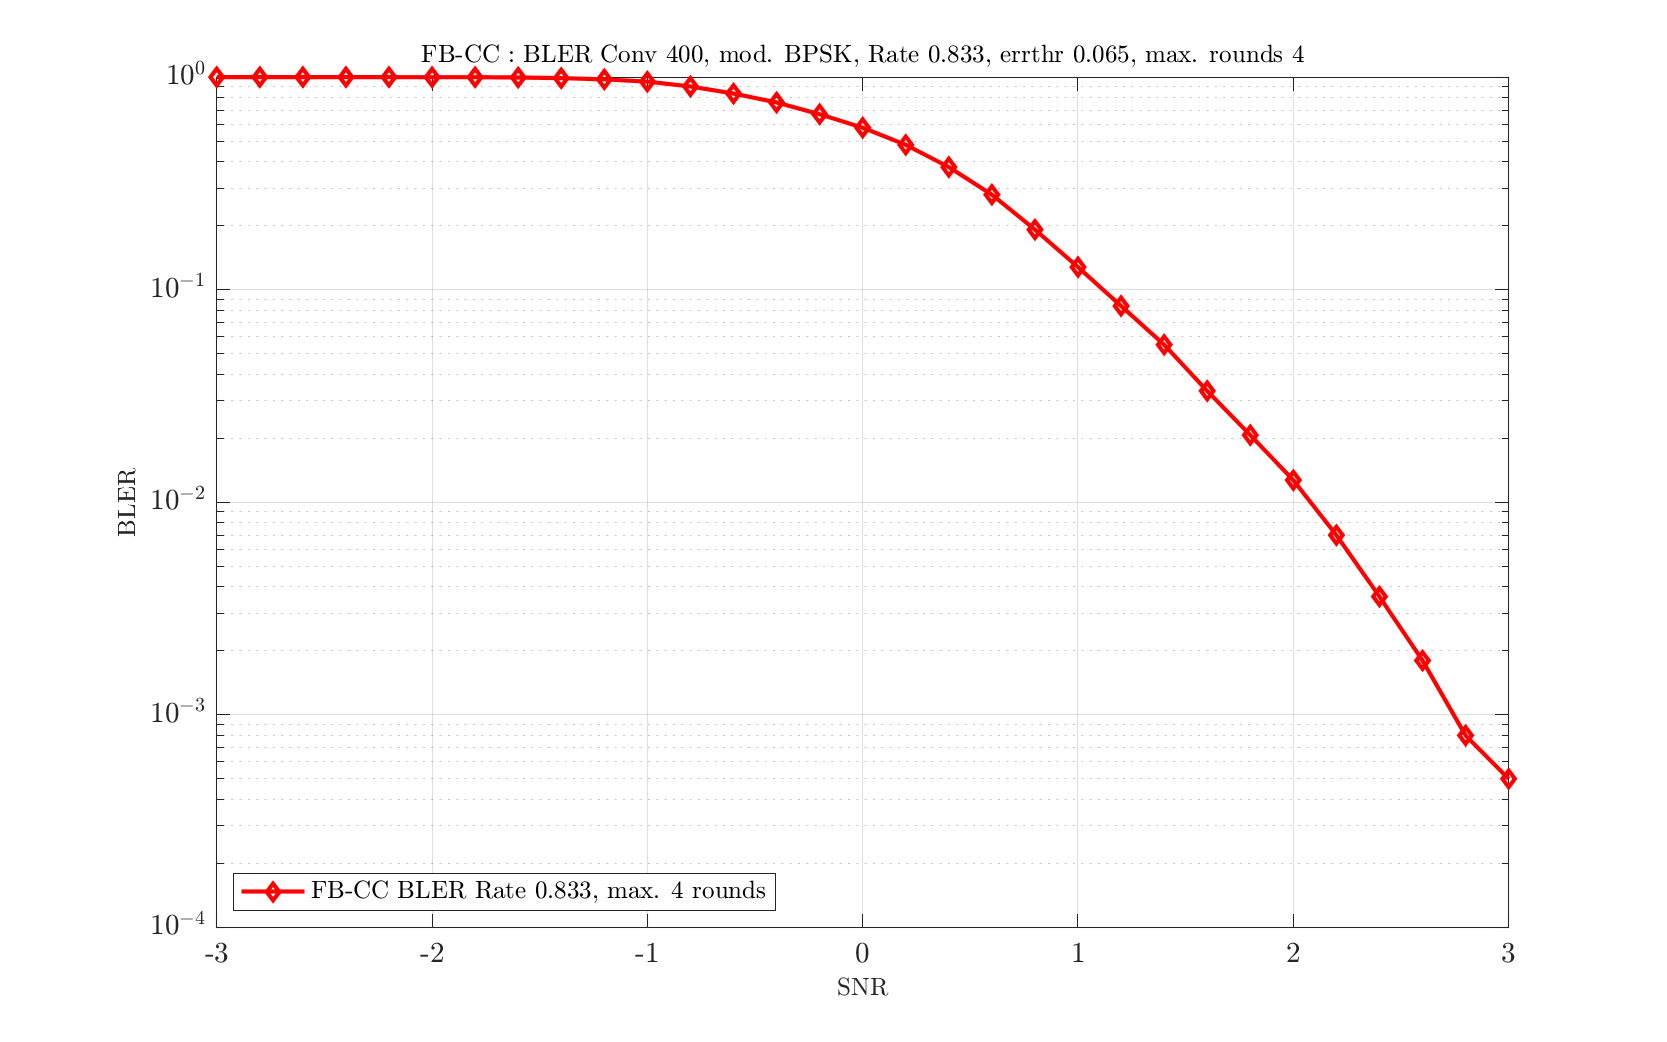 FB-CC : BLER Conv 400, mod. BPSK, Rate 0.833, errthr 0.065, max. rounds 4
10^0
10^-1
10^-2
10^-3
10^-4
BLER
FB-CC BLER Rate 0.833, max. 4 rounds
-3 -2 -1 0 1 2 3
SNR